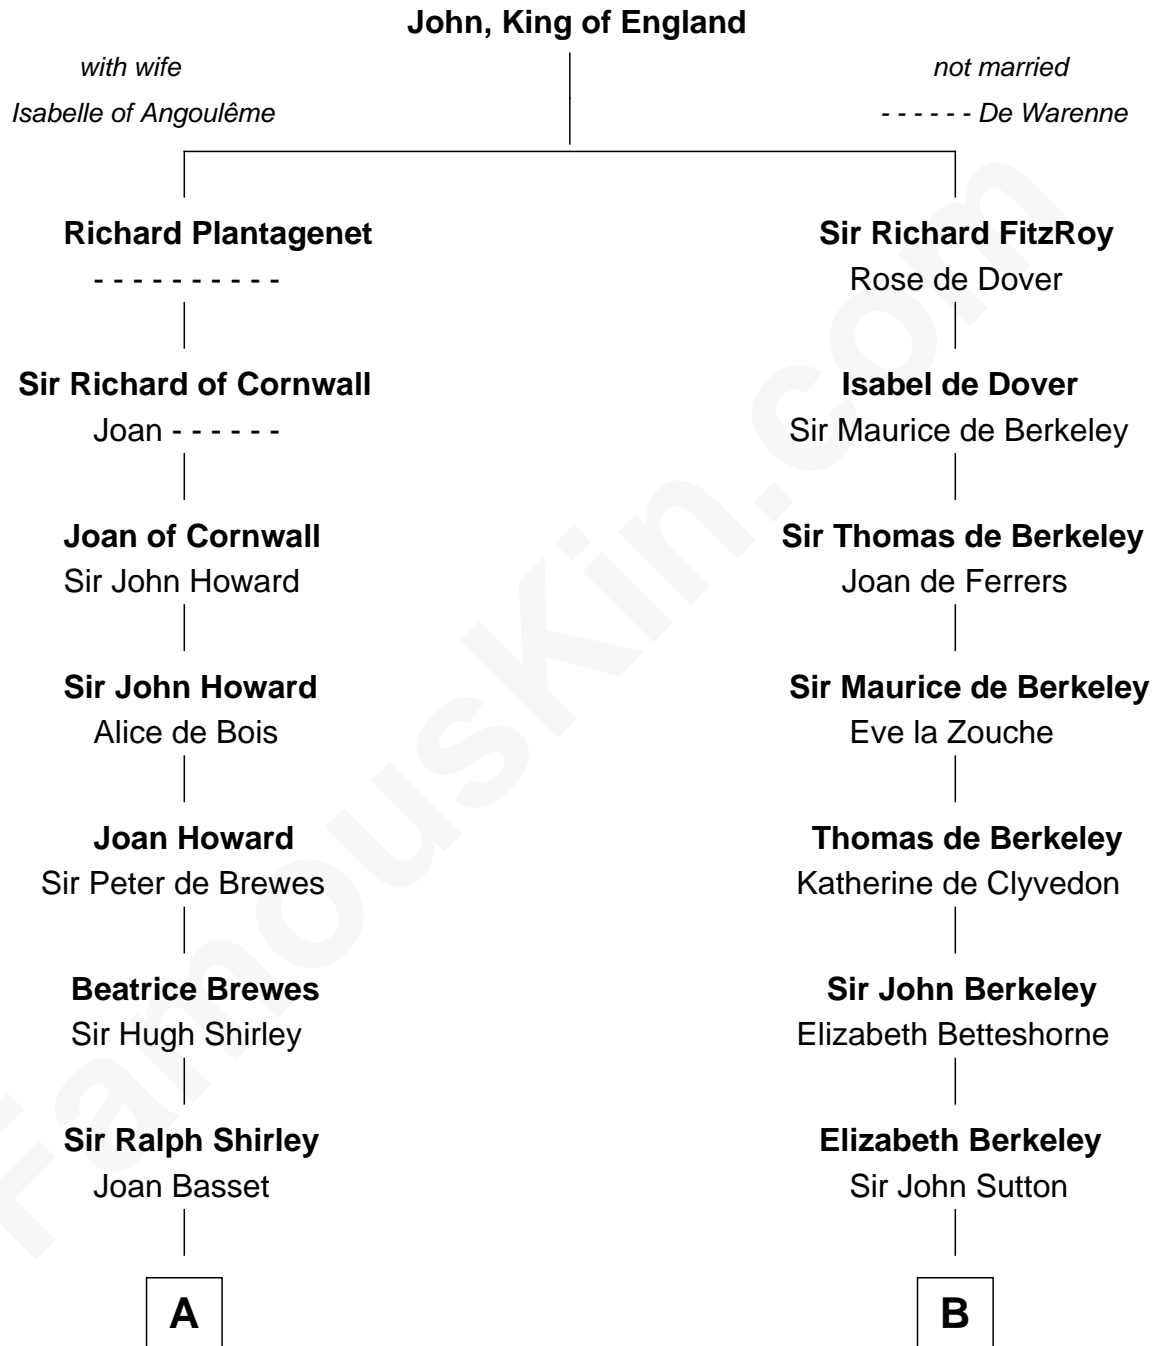 John, King of England
with wife
Isabelle of Angoulême
not married
- - - - - - De Warenne
Richard Plantagenet
- - - - - - - - - -
Sir Richard FitzRoy
Rose de Dover
Sir Richard of Cornwall
Joan - - - - - -
Isabel de Dover
Sir Maurice de Berkeley
Joan of Cornwall
Sir John Howard
Sir Thomas de Berkeley
Joan de Ferrers
Sir John Howard
Alice de Bois
Sir Maurice de Berkeley
Eve la Zouche
Joan Howard
Sir Peter de Brewes
Thomas de Berkeley
Katherine de Clyvedon
Beatrice Brewes
Sir Hugh Shirley
Sir John Berkeley
Elizabeth Betteshorne
Sir Ralph Shirley
Joan Basset
Elizabeth Berkeley
Sir John Sutton
A
B
FamousKin.com